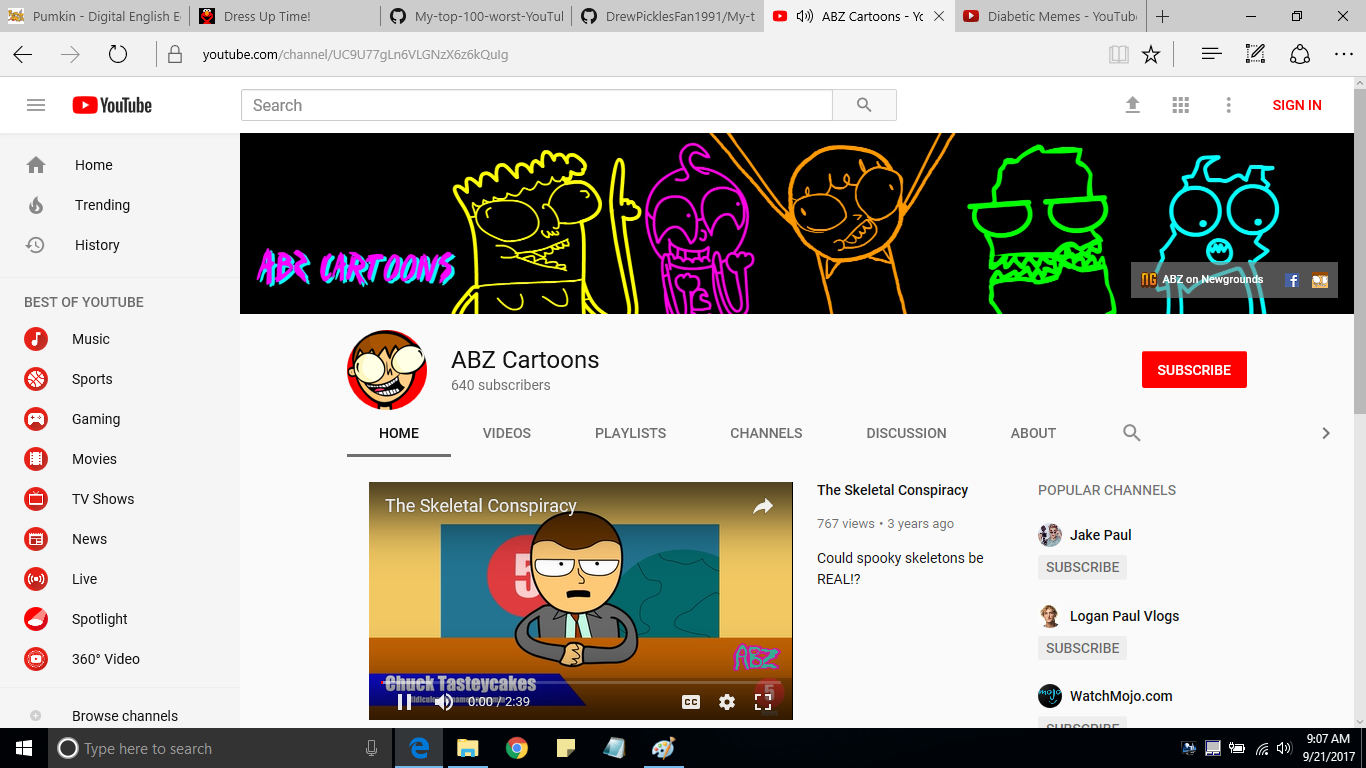 Pumkin - Digital English E
Dress Up Time!
My-top-100-worst-YouTul
DrewPicklesFan1991/My-t
ABZ Cartoons - Yo
Diabetic Memes - YouTube
youtube.com/channel/UC9U77gLn6VLGNzX6z6kQuIg
YouTube
Search
SIGN IN
Home
Trending
History
BEST OF YOUTUBE
Music
Sports
Gaming
Movies
TV Shows
News
Live
Spotlight
360° Video
Browse channels
ABZ CARTOONS
NG ABZ on Newgrounds
ABZ Cartoons
640 subscribers
SUBSCRIBE
HOME VIDEOS PLAYLISTS CHANNELS DISCUSSION ABOUT
The Skeletal Conspiracy
5
ABZ
Chuck Tasteycakes
0:00 / 2:39
CC
5
The Skeletal Conspiracy
767 views • 3 years ago
Could spooky skeletons be
REAL!?
POPULAR CHANNELS
Jake Paul
SUBSCRIBE
Logan Paul Vlogs
SUBSCRIBE
mojo
WatchMojo.com
SUBSCRIBE
Type here to search
9:07 AM
9/21/2017